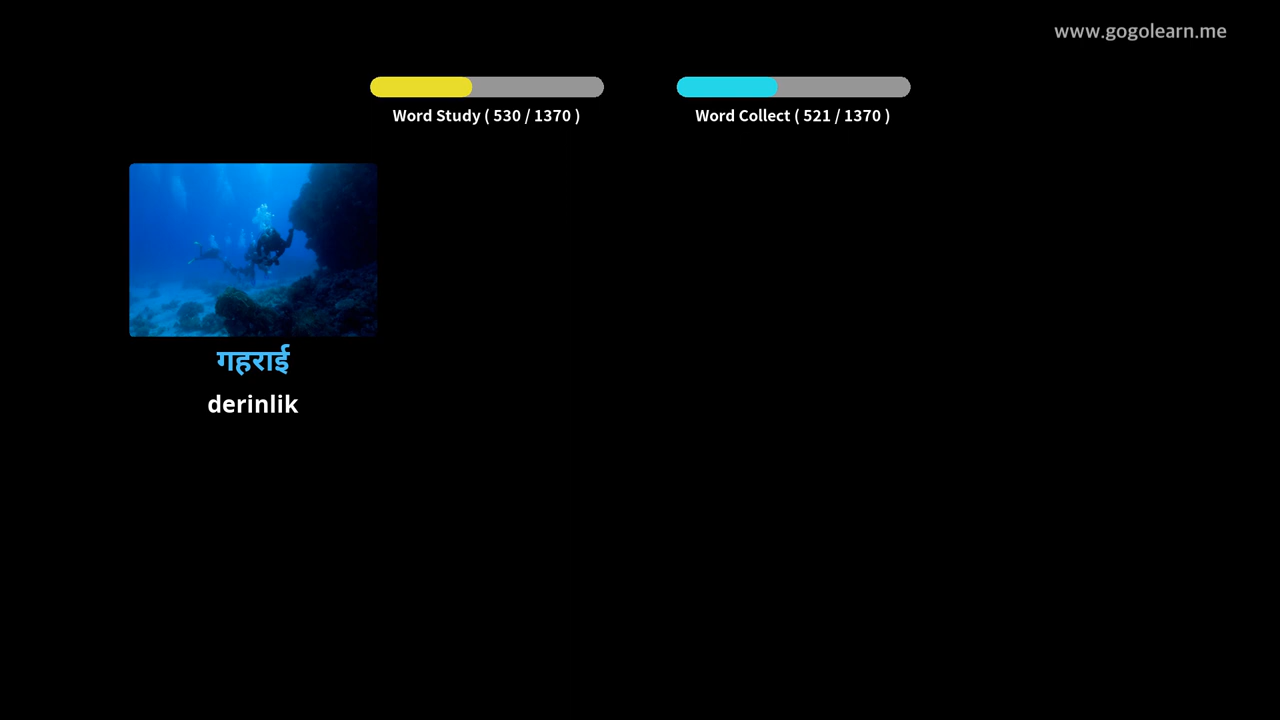 www.gogolearn.me
Word Study ( 530 / 1370 )
Word Collect ( 521 / 1370 )
गहराई
derinlik